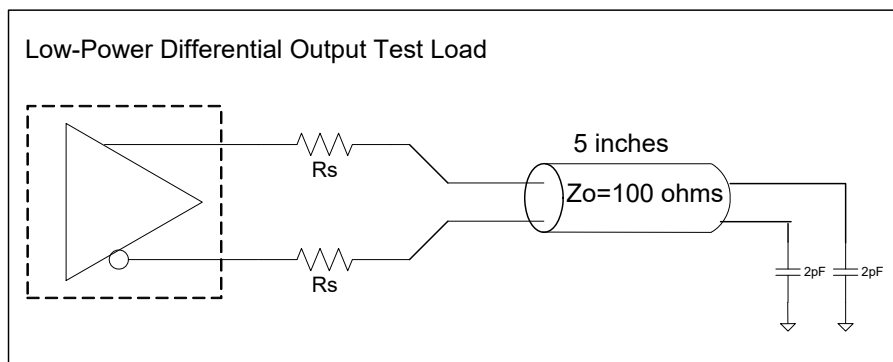 Low-Power Differential Output Test Load
Rs
5 inches
Zo=100 ohms
Rs
2pF
2pF